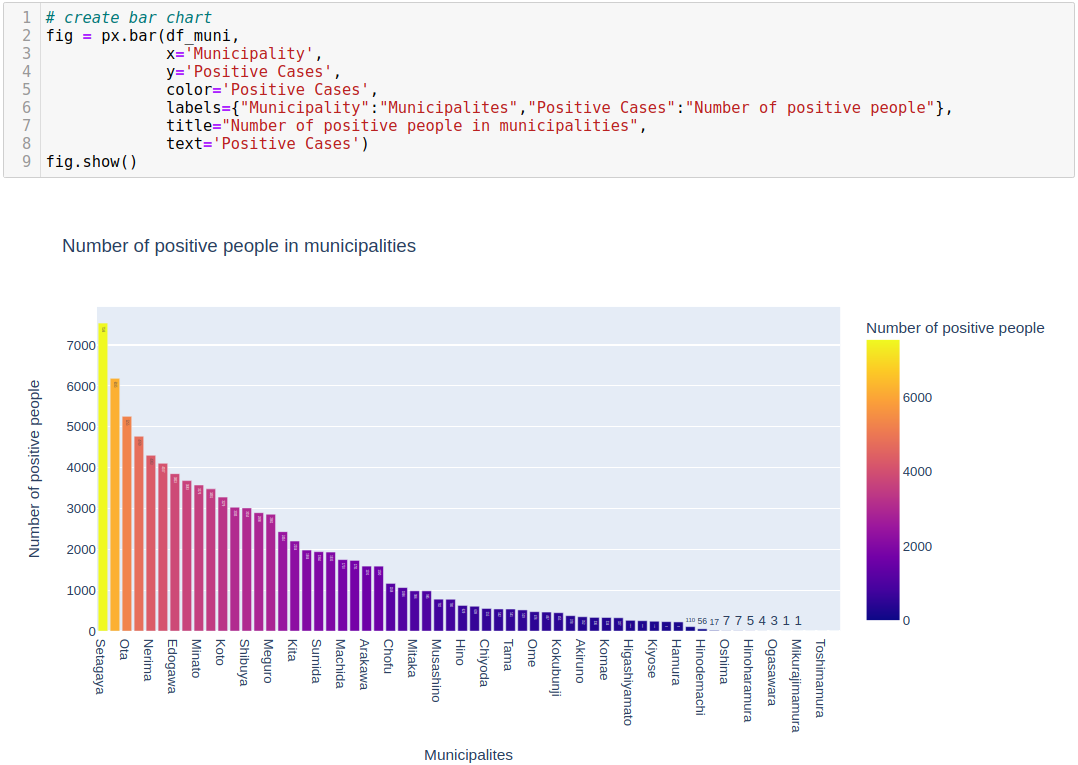 1 # create bar chart
2 fig = px.bar(df_muni,
3 x='Municipality',
4 y='Positive Cases',
5 color='Positive Cases',
6 labels={"Municipality":"Municipalites","Positive Cases":"Number of positive people"},
7 title="Number of positive people in municipalities",
8 text='Positive Cases')
9 fig.show()
Number of positive people in municipalities
Number of positive people
7000
6000
5000
4000
3000
2000
1000
0
110 56 17 7 7 5 4 3 1 1
Setagaya
Ota
Nerima
Edogawa
Minato
Koto
Shibuya
Meguro
Kita
Sumida
Machida
Arakawa
Chofu
Mitaka
Musashino
Hino
Chiyoda
Tama
Ome
Kokubunji
Akiruno
Komae
Higashiyamato
Kiyose
Hamura
Hinodemachi
Oshima
Hinoharamura
Ogasawara
Mikurajimamura
Toshimamura
Municipalites
Number of positive people
6000
4000
2000
0